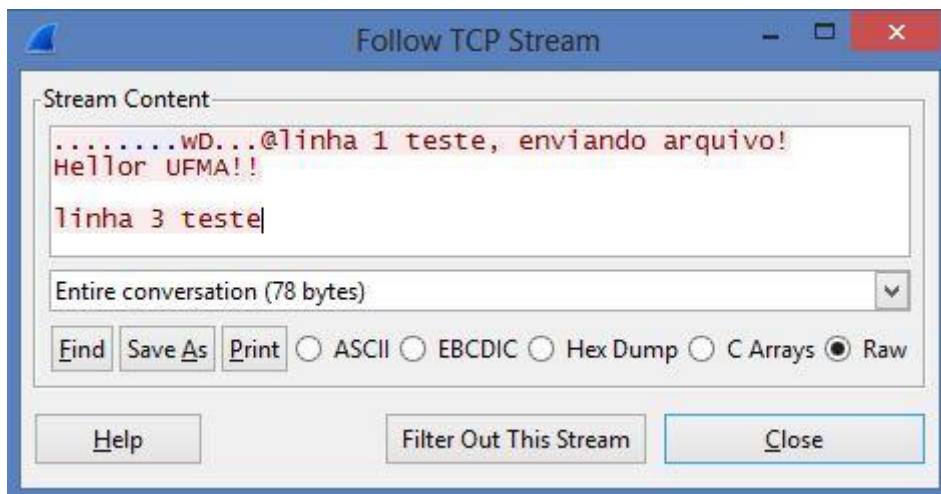 Follow TCP Stream
Stream Content
........wD...@linha 1 teste, enviando arquivo!
Hellor UFMA!!
linha 3 teste
Entire conversation (78 bytes)
Find Save As Print ASCII EBCDIC Hex Dump C Arrays Raw
Help Filter Out This Stream Close